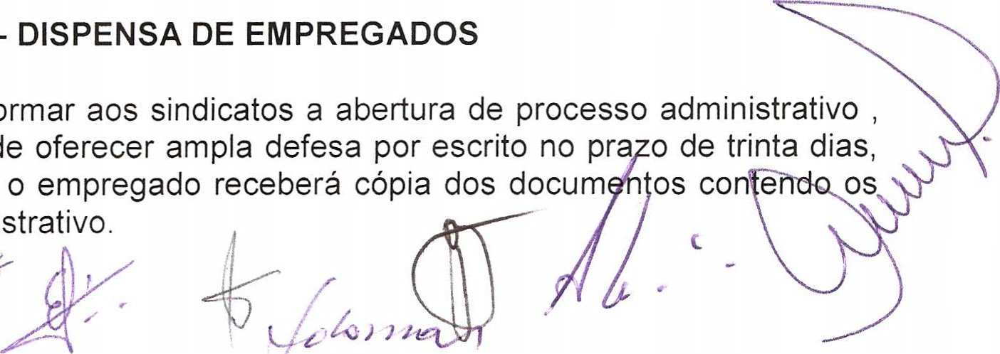 - DISPENSA DE EMPREGADOS
ormar aos sindicatos a abertura de processo administrativo ,
de oferecer ampla defesa por escrito no prazo de trinta dias,
o empregado receberá cópia dos documentos contendo os
strativo.